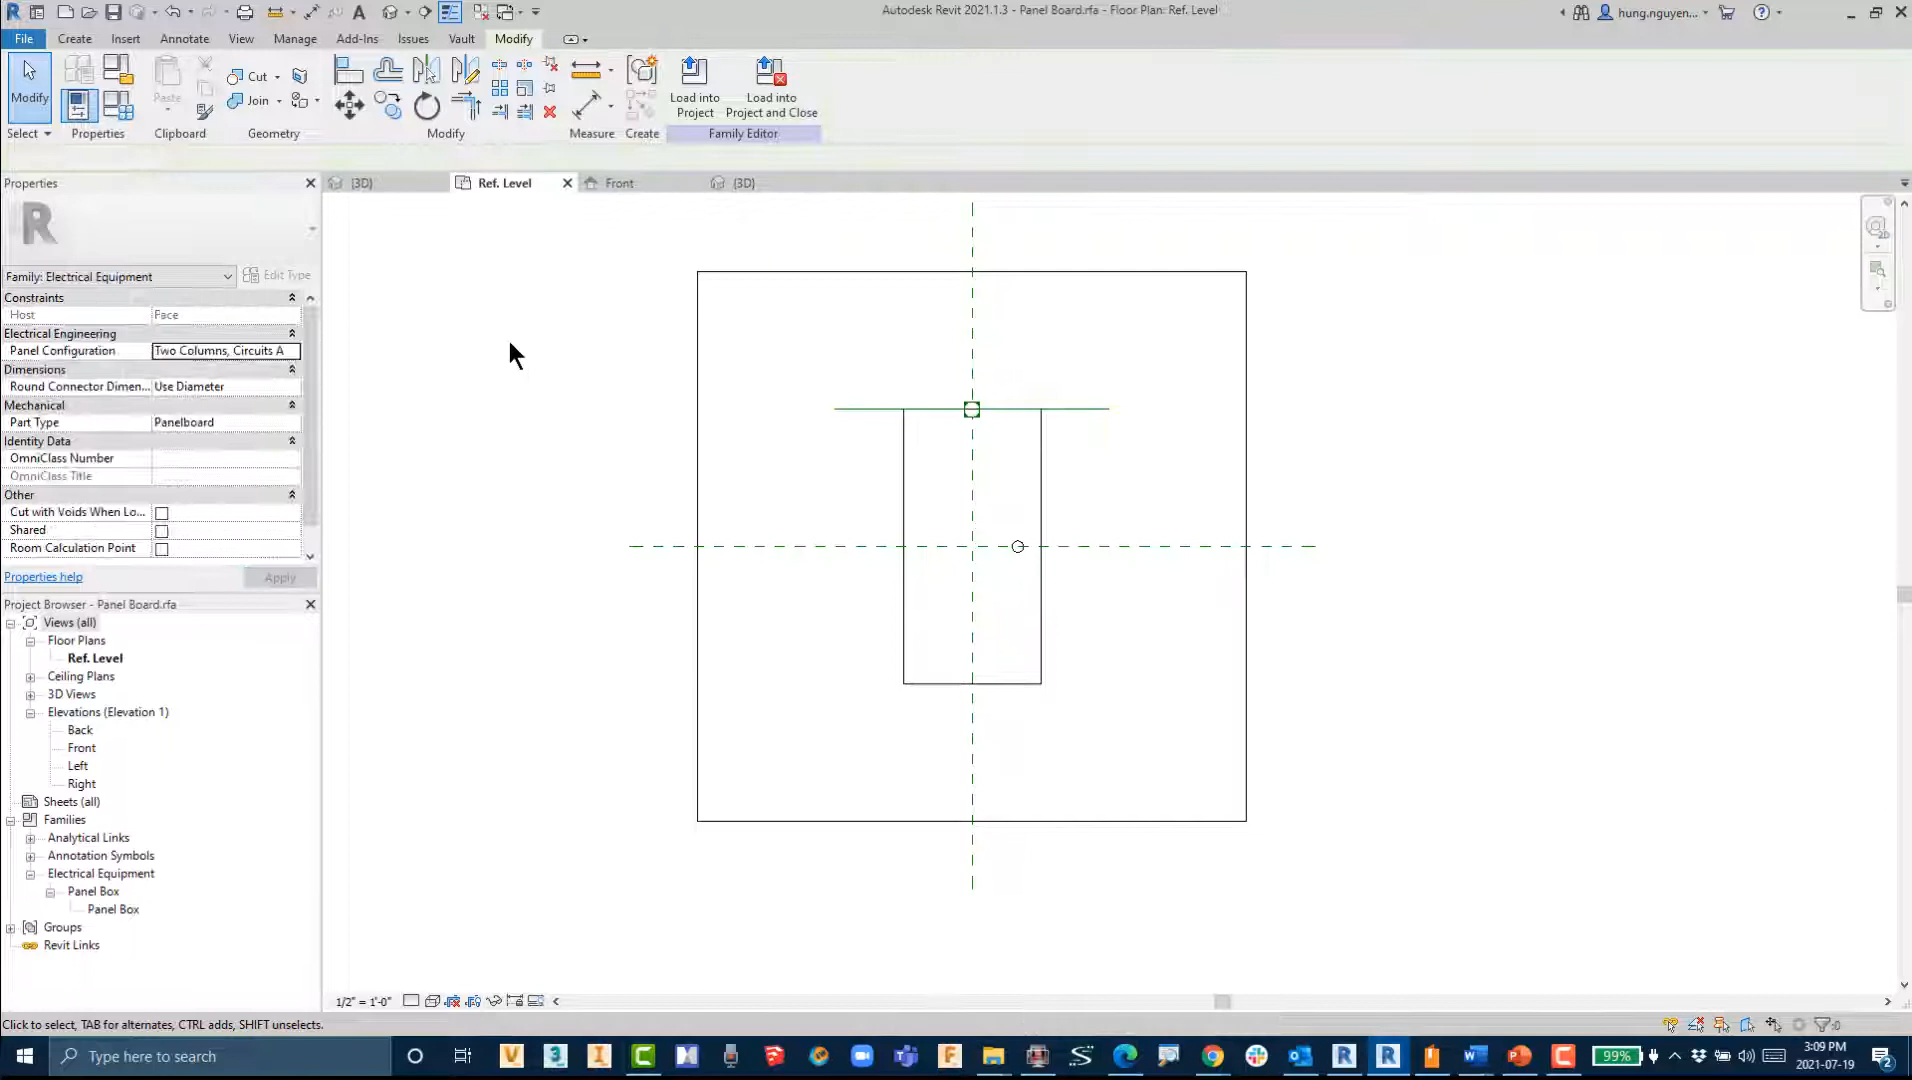 Autodesk Revit 2021.1.3 - Panel Board.rfa - Floor Plan: Ref. Level
hung.nguyen...
File Create Insert Annotate View Manage Add-Ins Issues Vault Modify
Modify
Paste
Cut
Join
Load into Project
Load into Project and Close
Select Properties Clipboard Geometry Modify Measure Create Family Editor
Properties
{3D} Ref. Level Front {3D}
R
Family: Electrical Equipment
Edit Type
Constraints
Host Face
Electrical Engineering
Panel Configuration Two Columns, Circuits A
Dimensions
Round Connector Dimen... Use Diameter
Mechanical
Part Type Panelboard
Identity Data
OmniClass Number
OmniClass Title
Other
Cut with Voids When Lo...
Shared
Room Calculation Point
Properties help Apply
Project Browser - Panel Board.rfa
Views (all)
Floor Plans
Ref. Level
Ceiling Plans
3D Views
Elevations (Elevation 1)
Back
Front
Left
Right
Sheets (all)
Families
Analytical Links
Annotation Symbols
Electrical Equipment
Panel Box
Panel Box
Groups
Revit Links
1/2" = 1'-0"
Click to select, TAB for alternates, CTRL adds, SHIFT unselects.
:0
Type here to search
99%
3:09 PM
2021-07-19
2